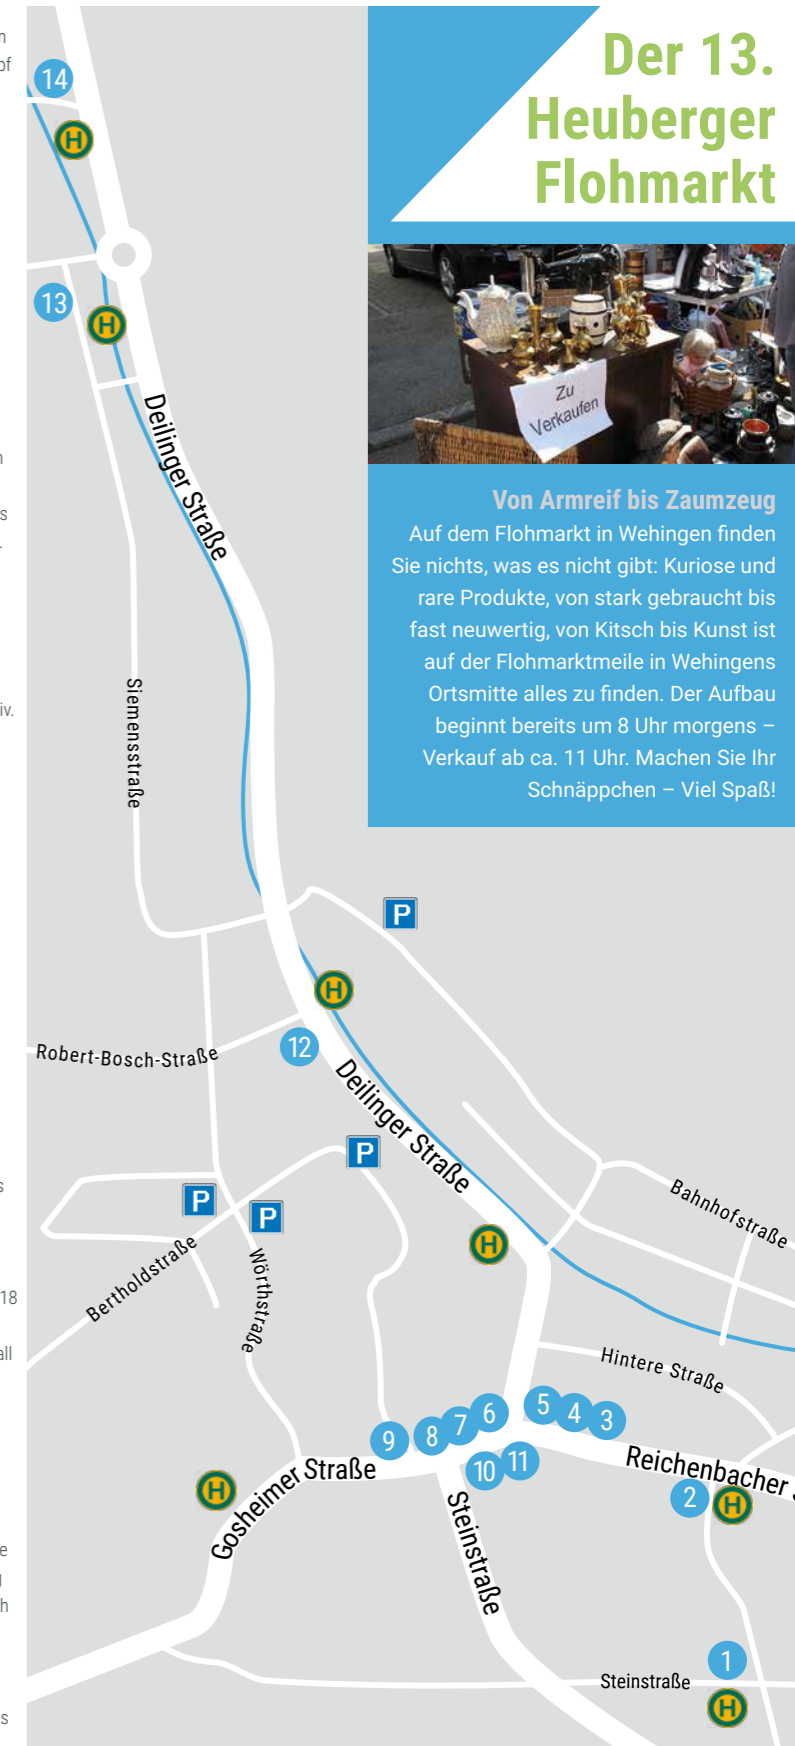 Der 13.
Heuberger
Flohmarkt
Zu
Verkaufen
Von Armreif bis Zaumzeug
Auf dem Flohmarkt in Wehingen finden
Sie nichts, was es nicht gibt: Kuriose und
rare Produkte, von stark gebraucht bis
fast neuwertig, von Kitsch bis Kunst ist
auf der Flohmarktmeile in Wehingens
Ortsmitte alles zu finden. Der Aufbau
beginnt bereits um 8 Uhr morgens –
Verkauf ab ca. 11 Uhr. Machen Sie Ihr
Schnäppchen – Viel Spaß!
14
H
13
H
Deilinger Straße
Siemensstraße
P
H
12
Robert-Bosch-Straße
Deilinger Straße
P
P
P
Bahnhofstraße
Bertholdstraße
Wörthstraße
H
18
Hintere Straße
5
4
3
6
7
8
9
10
11
Reichenbacher
2
H
H
Gosheimer Straße
Steinstraße
1
Steinstraße
H